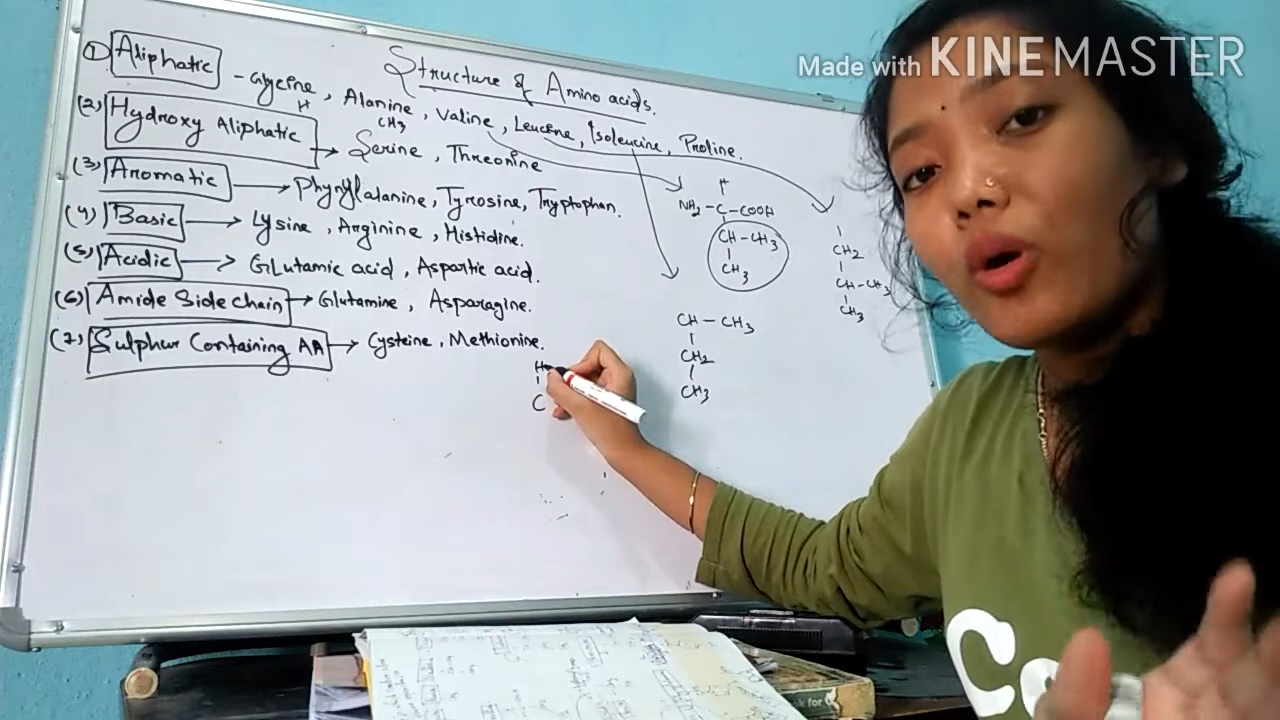 Made with KINEMASTER
Structure of Amino acids.
(1) Aliphatic - Glycine, Alanine, Valine, Leucine, Isoleucine, Proline.
H
CH3
(2) Hydroxy Aliphatic → Serine, Threonine
(3) Aromatic → Phynylalanine, Tyrosine, Tryptophan.
(4) Basic → Lysine, Arginine, Histidine.
(5) Acidic → Glutamic acid, Aspartic acid.
(6) Amide Side chain → Glutamine, Asparagine.
(7) Sulphur Containing AA → Cysteine, Methionine.
H
NH2-C-COOH
CH-CH3
CH3
CH2
CH-CH3
CH3
CH-CH3
CH2
CH3
H
C
Co